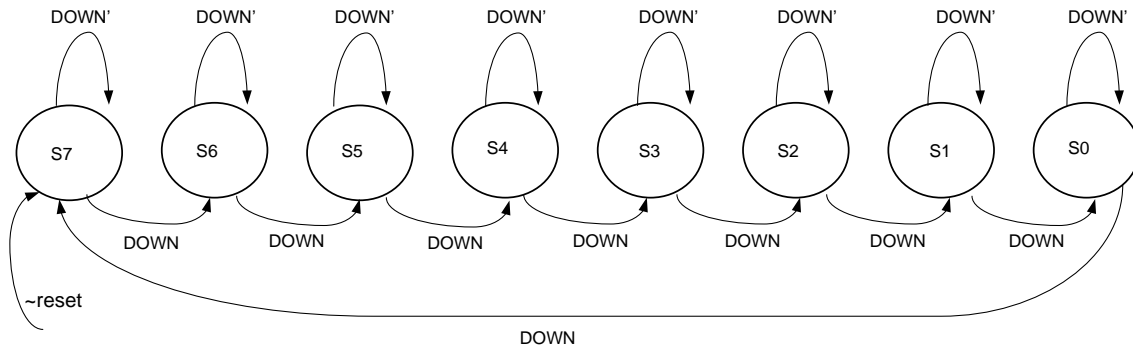 DOWN' DOWN' DOWN' DOWN' DOWN' DOWN' DOWN' DOWN'
S7 S6 S5 S4 S3 S2 S1 S0
DOWN DOWN DOWN DOWN DOWN DOWN DOWN
~reset
DOWN